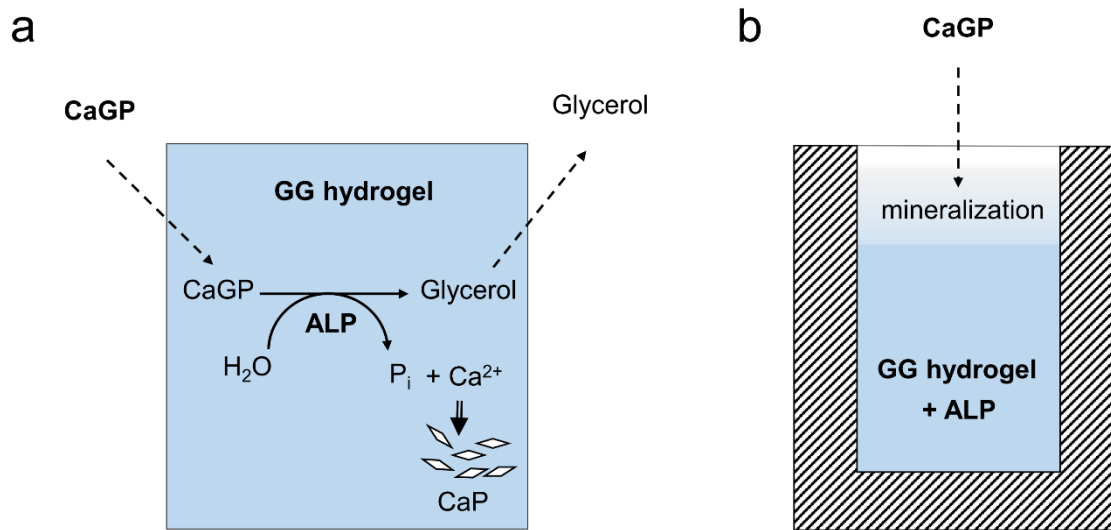 a
CaGP
Glycerol
GG hydrogel
CaGP
Glycerol
ALP
H₂O
Pᵢ + Ca²⁺
CaP
b
CaGP
mineralization
GG hydrogel
+ ALP